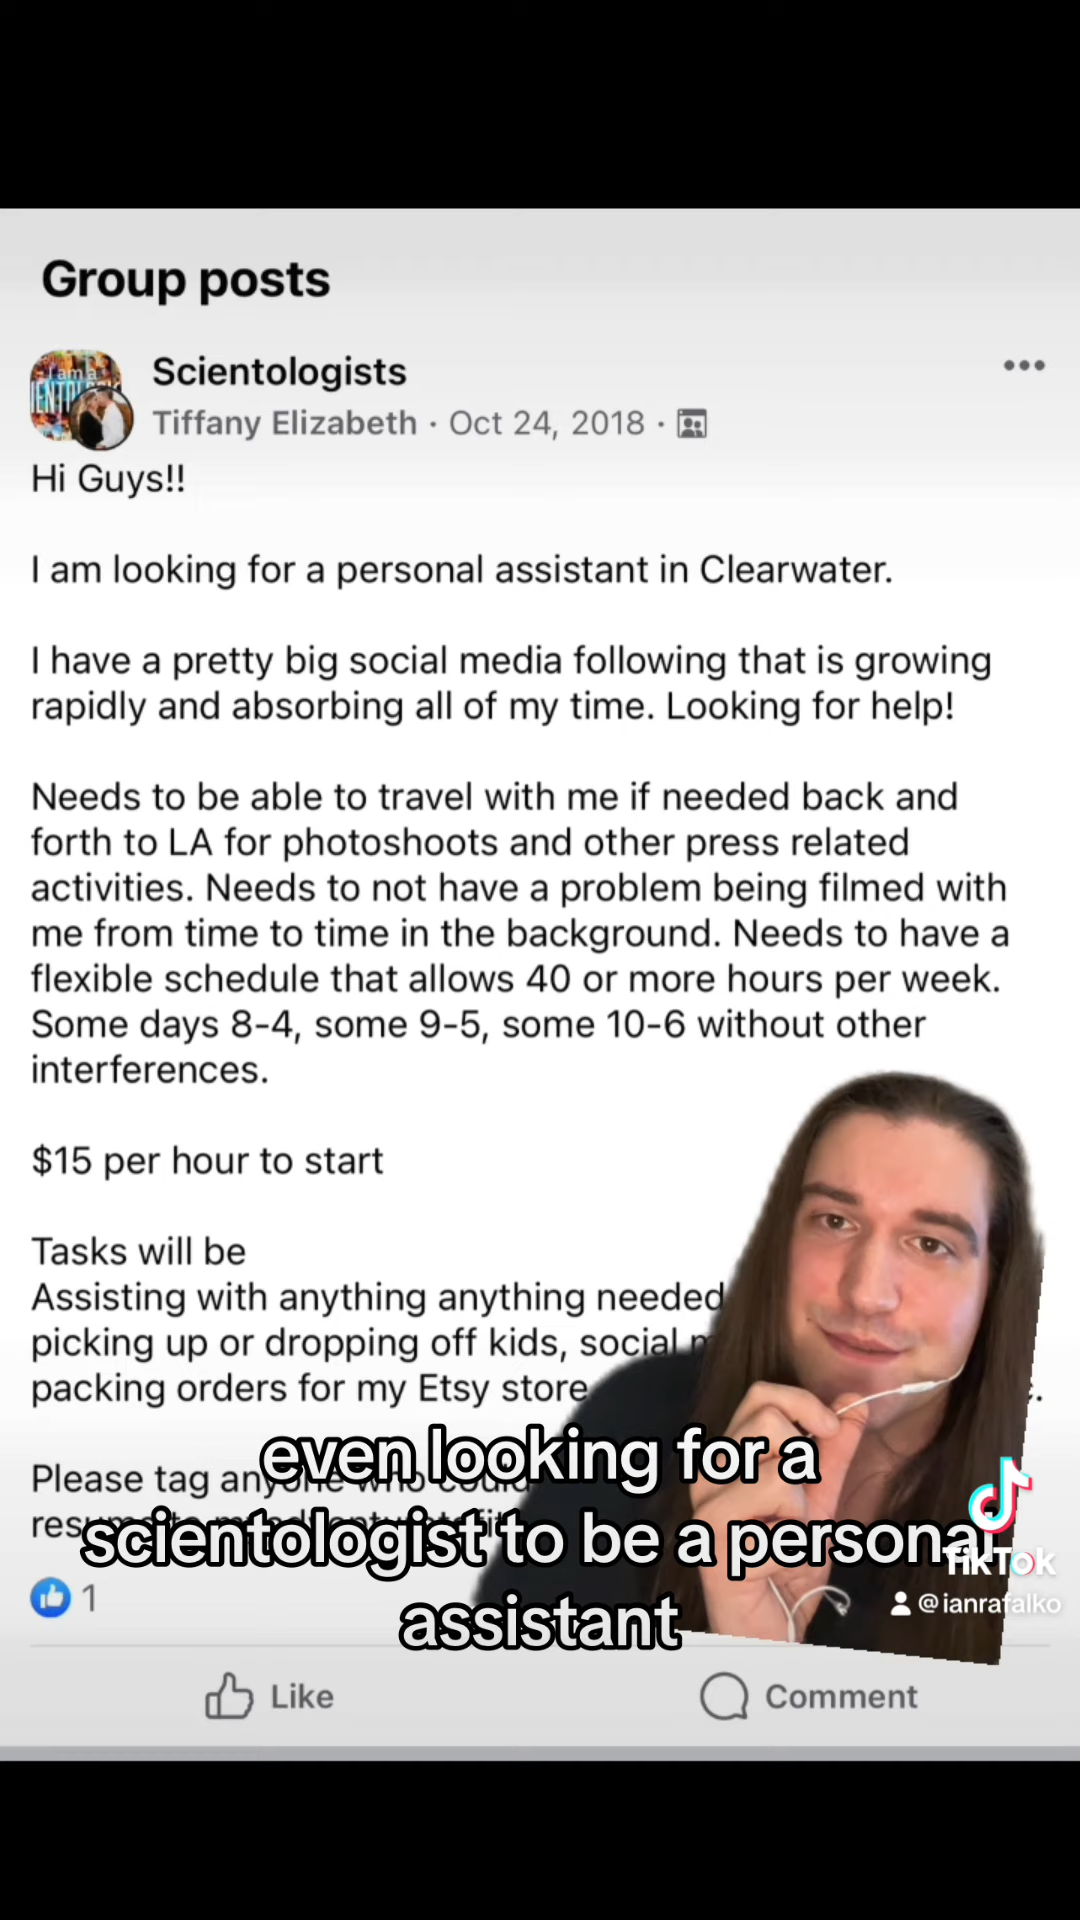 Group posts
I am a
Scientologists
Tiffany Elizabeth · Oct 24, 2018 ·
Hi Guys!!
I am looking for a personal assistant in Clearwater.
I have a pretty big social media following that is growing
rapidly and absorbing all of my time. Looking for help!
Needs to be able to travel with me if needed back and
forth to LA for photoshoots and other press related
activities. Needs to not have a problem being filmed with
me from time to time in the background. Needs to have a
flexible schedule that allows 40 or more hours per week.
Some days 8-4, some 9-5, some 10-6 without other
interferences.
$15 per hour to start
Tasks will be
Assisting with anything anything needed
picking up or dropping off kids, social
packing orders for my Etsy store
Please tag anyone who could
even looking for a
scientologist to be a personal
assistant
TikTok
@ianrafalko
1
Like
Comment